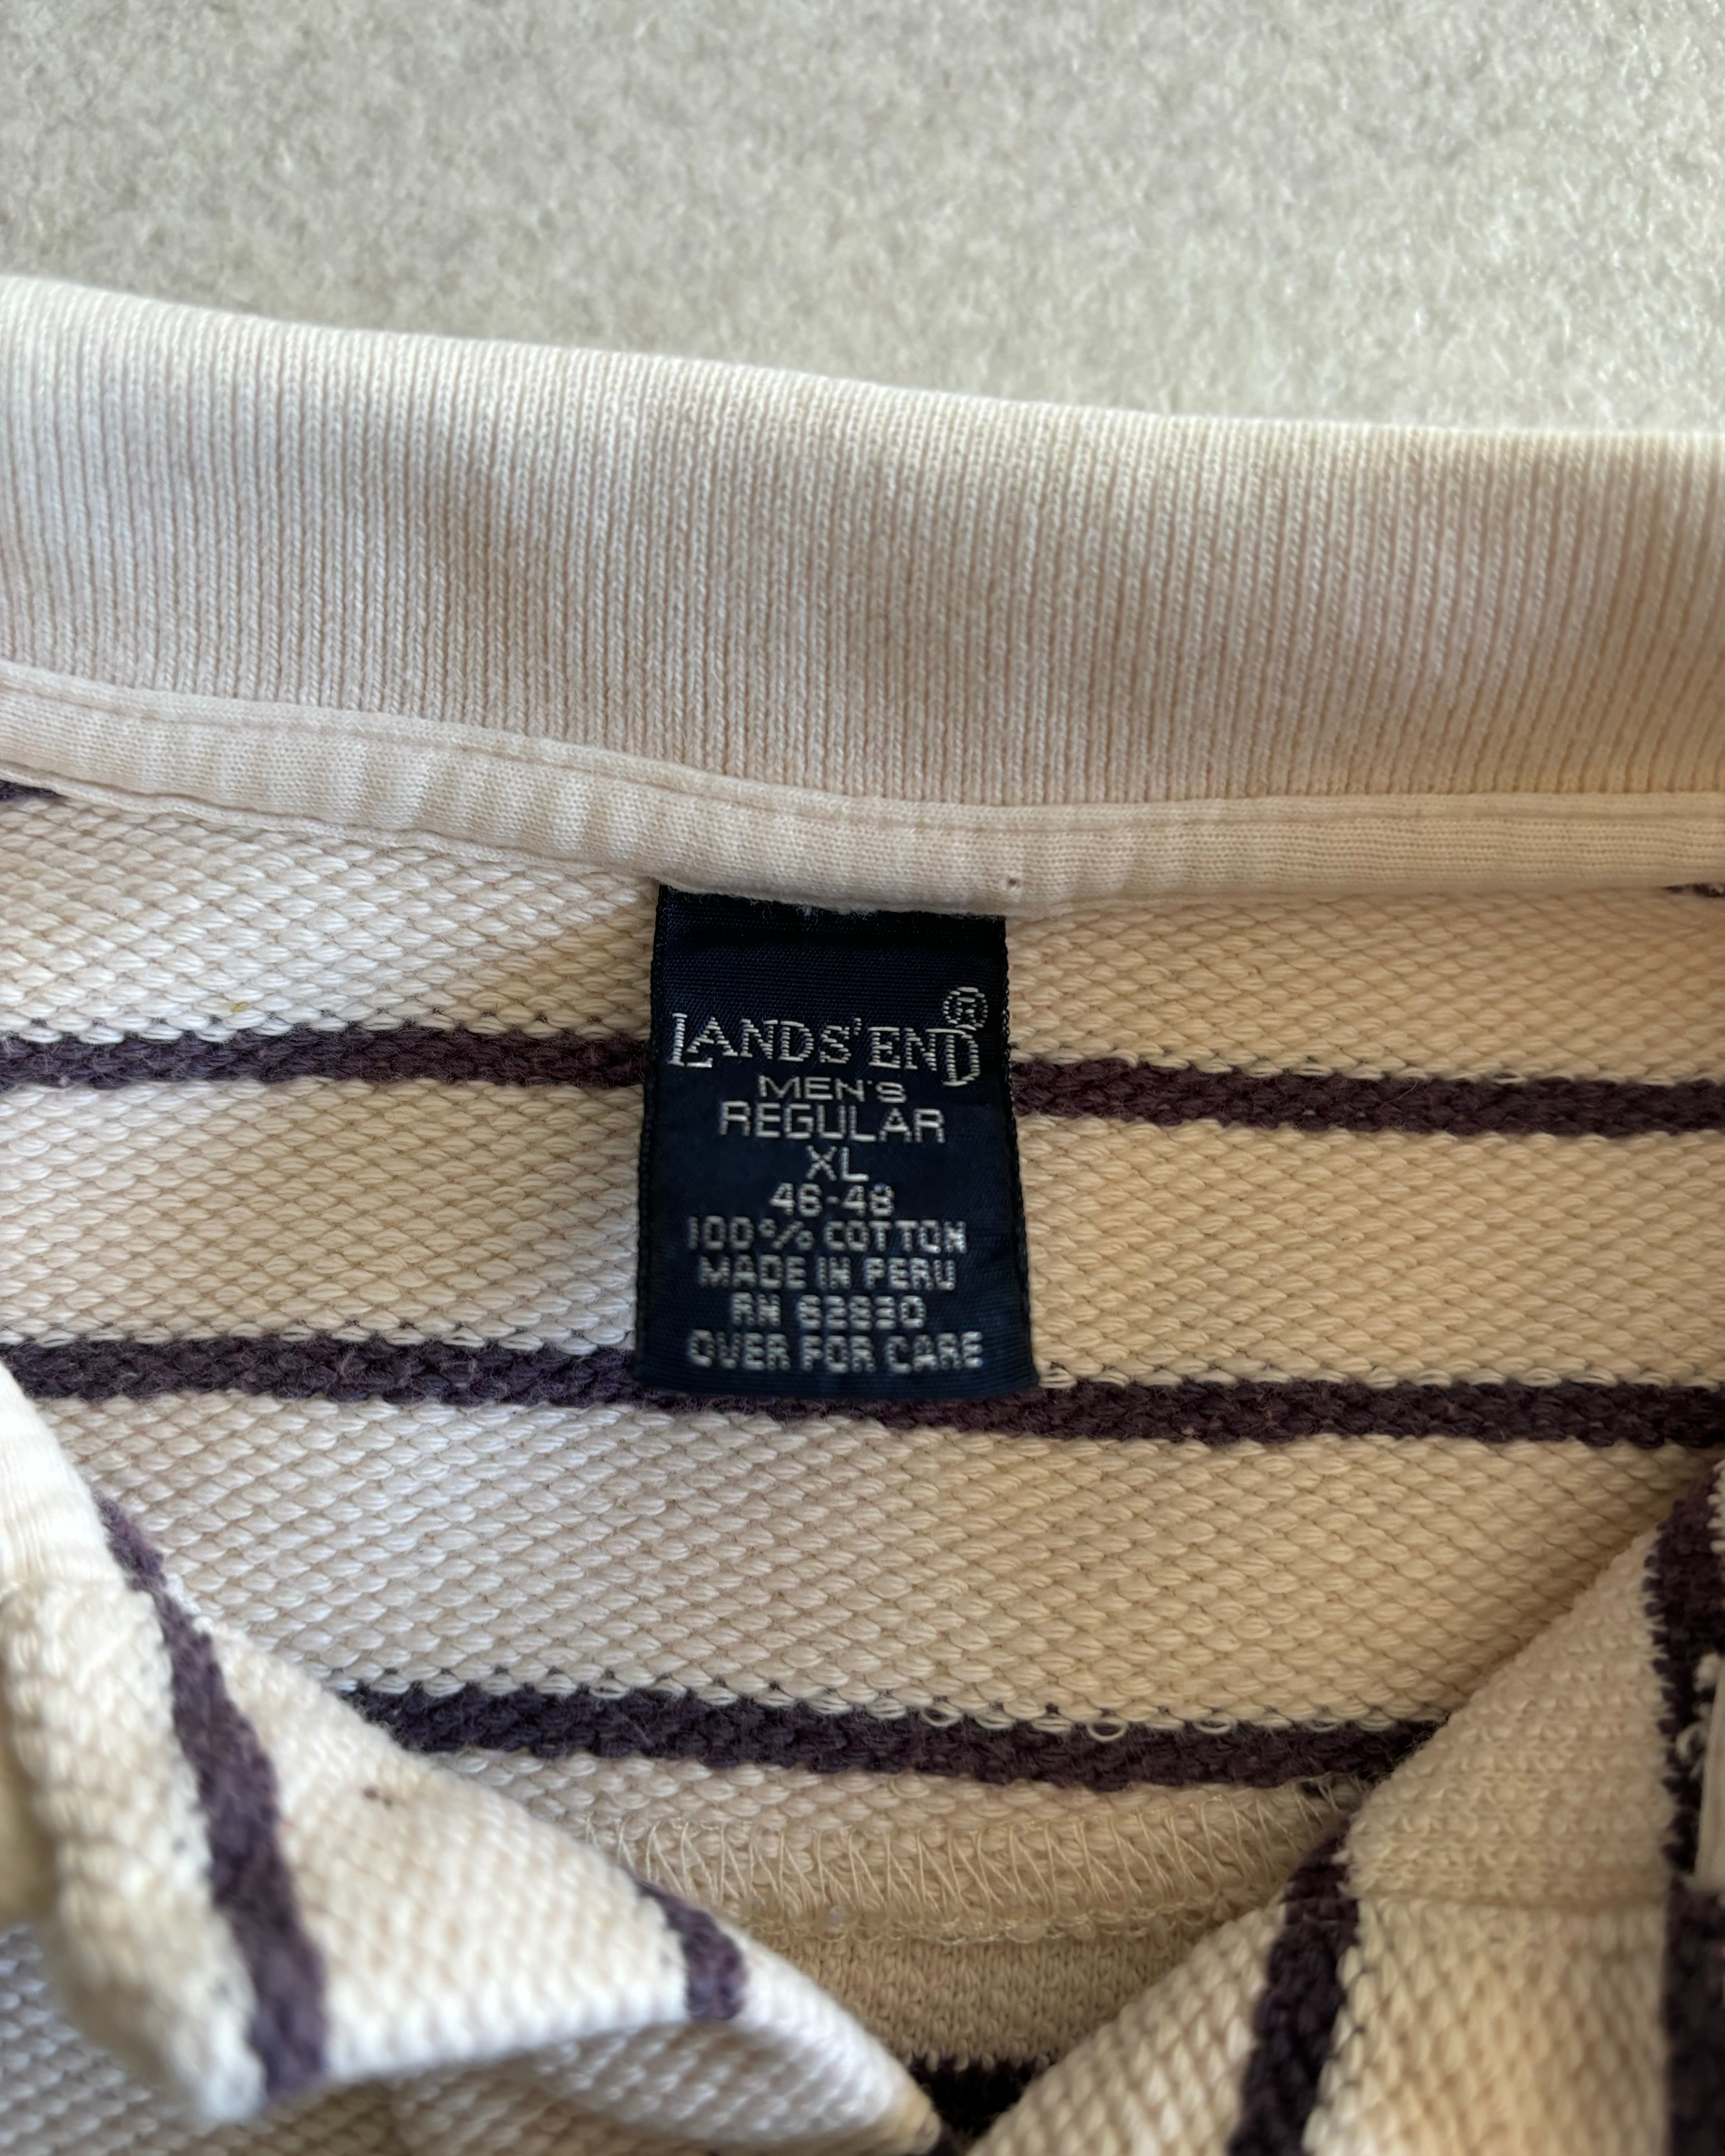 LANDS' END®
MEN'S
REGULAR
XL
46-48
100% COTTON
MADE IN PERU
RN 62830
OVER FOR CARE